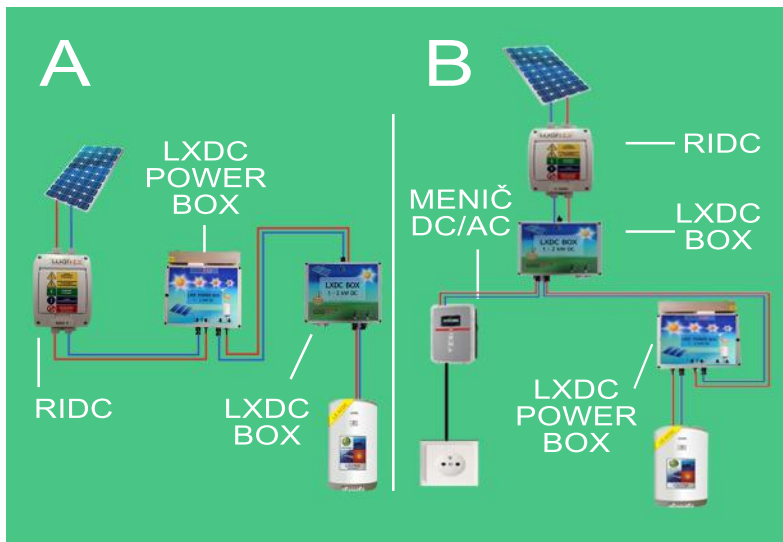 A
LXDC
POWER
BOX
LXDC BOX
1 - 2 kW DC
RIDC
LXDC
BOX
B
RIDC
MENIČ
DC/AC
LXDC
BOX
LXDC BOX
1 - 2 kW DC
LXDC
POWER
BOX